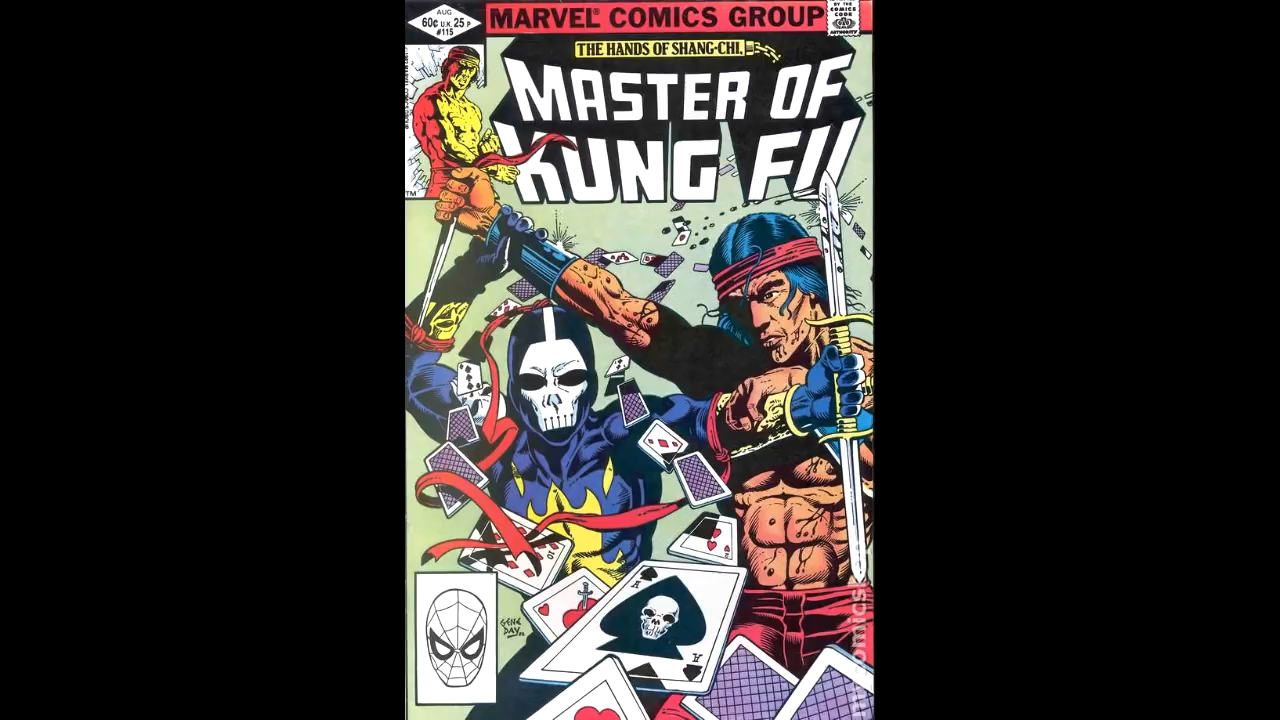 AUG
60¢ U.K. 25 P
#115
MARVEL® COMICS GROUP
APPROVED
BY THE
COMICS
CODE
AUTHORITY
THE HANDS OF SHANG-CHI,
MASTER OF
KUNG FU
TM
10
A
GENE
DAY
A